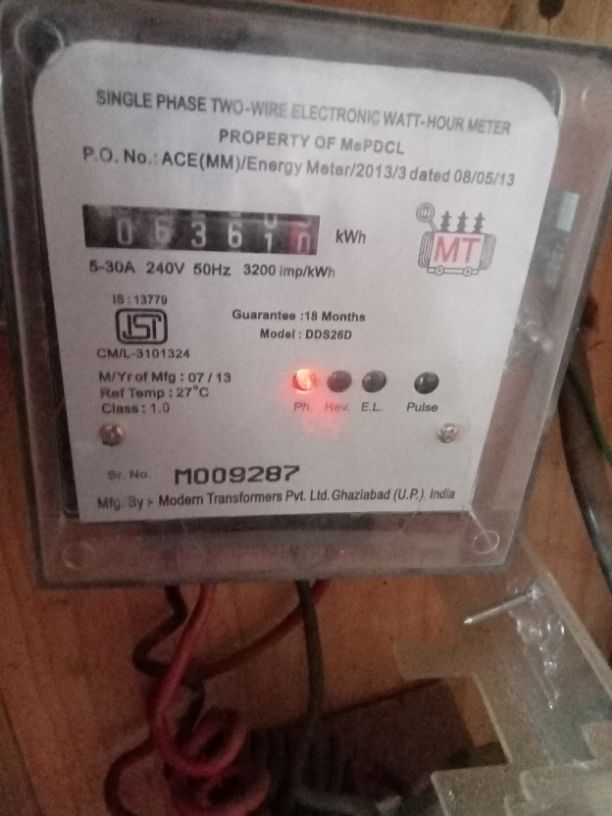 SINGLE PHASE TWO-WIRE ELECTRONIC WATT-HOUR METER
PROPERTY OF MePDCL
P.O. No.: ACE(MM)/Energy Meter/2013/3 dated 08/05/13
063610 kWh
MT
5-30A 240V 50Hz 3200 imp/kWh
IS : 13779
Guarantee :18 Months
Model : DDS26D
ISI
CM/L-3101324
M/Yr of Mfg : 07 / 13
Ref Temp : 27°C
Class : 1.0
Ph. Rev. E.L. Pulse
Sr. No. M009287
Mfg. By :- Modern Transformers Pvt. Ltd. Ghaziabad (U.P.) India